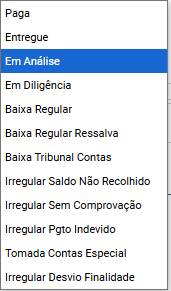 Paga
Entregue
Em Análise
Em Diligência
Baixa Regular
Baixa Regular Ressalva
Baixa Tribunal Contas
Irregular Saldo Não Recolhido
Irregular Sem Comprovação
Irregular Pgto Indevido
Tomada Contas Especial
Irregular Desvio Finalidade